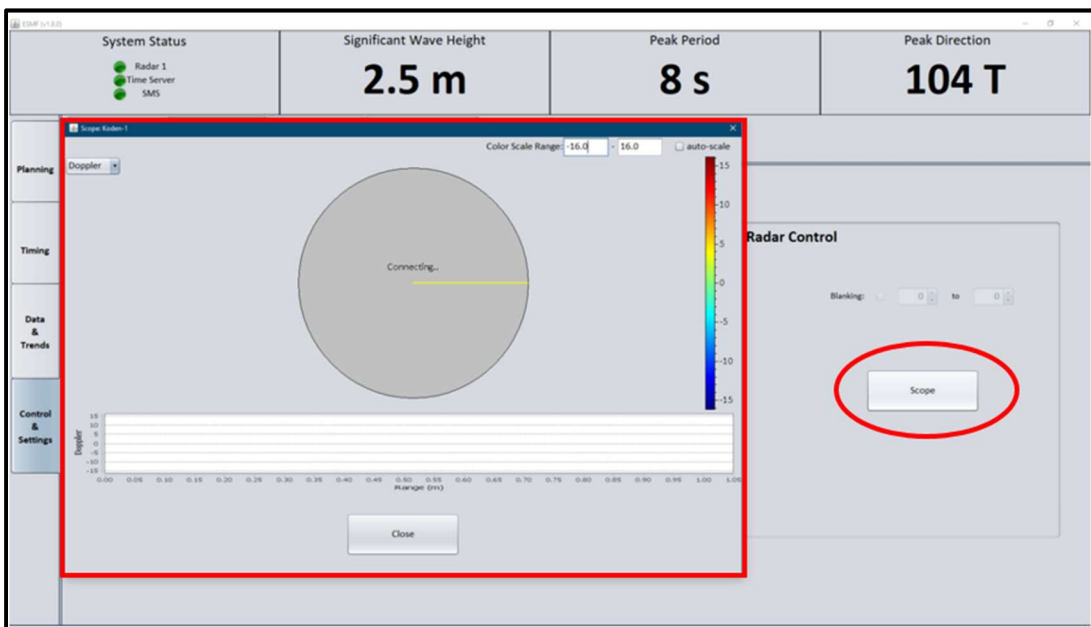 ESMF (v1.8.0)
System Status
Radar 1
Time Server
SMS
Significant Wave Height
2.5 m
Peak Period
8 s
Peak Direction
104 T
Planning
Timing
Data
&
Trends
Control
&
Settings
Scope: Koden-1
Color Scale Range: -16.0 - 16.0 auto-scale
Doppler
Connecting...
15
10
5
0
-5
-10
-15
Doppler
15
10
5
0
-5
-10
-15
0.00 0.05 0.10 0.15 0.20 0.25 0.30 0.35 0.40 0.45 0.50 0.55 0.60 0.65 0.70 0.75 0.80 0.85 0.90 0.95 1.00 1.05
Range (m)
Close
Radar Control
Blanking: 0 to 0
Scope